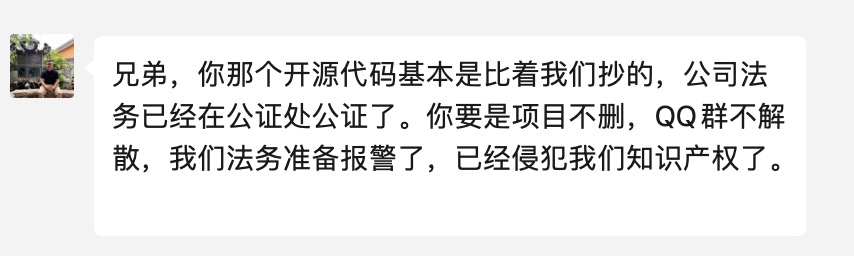 兄弟，你那个开源代码基本是比着我们抄的，公司法
务已经在公证处公证了。你要是项目不删，QQ群不解
散，我们法务准备报警了，已经侵犯我们知识产权了。